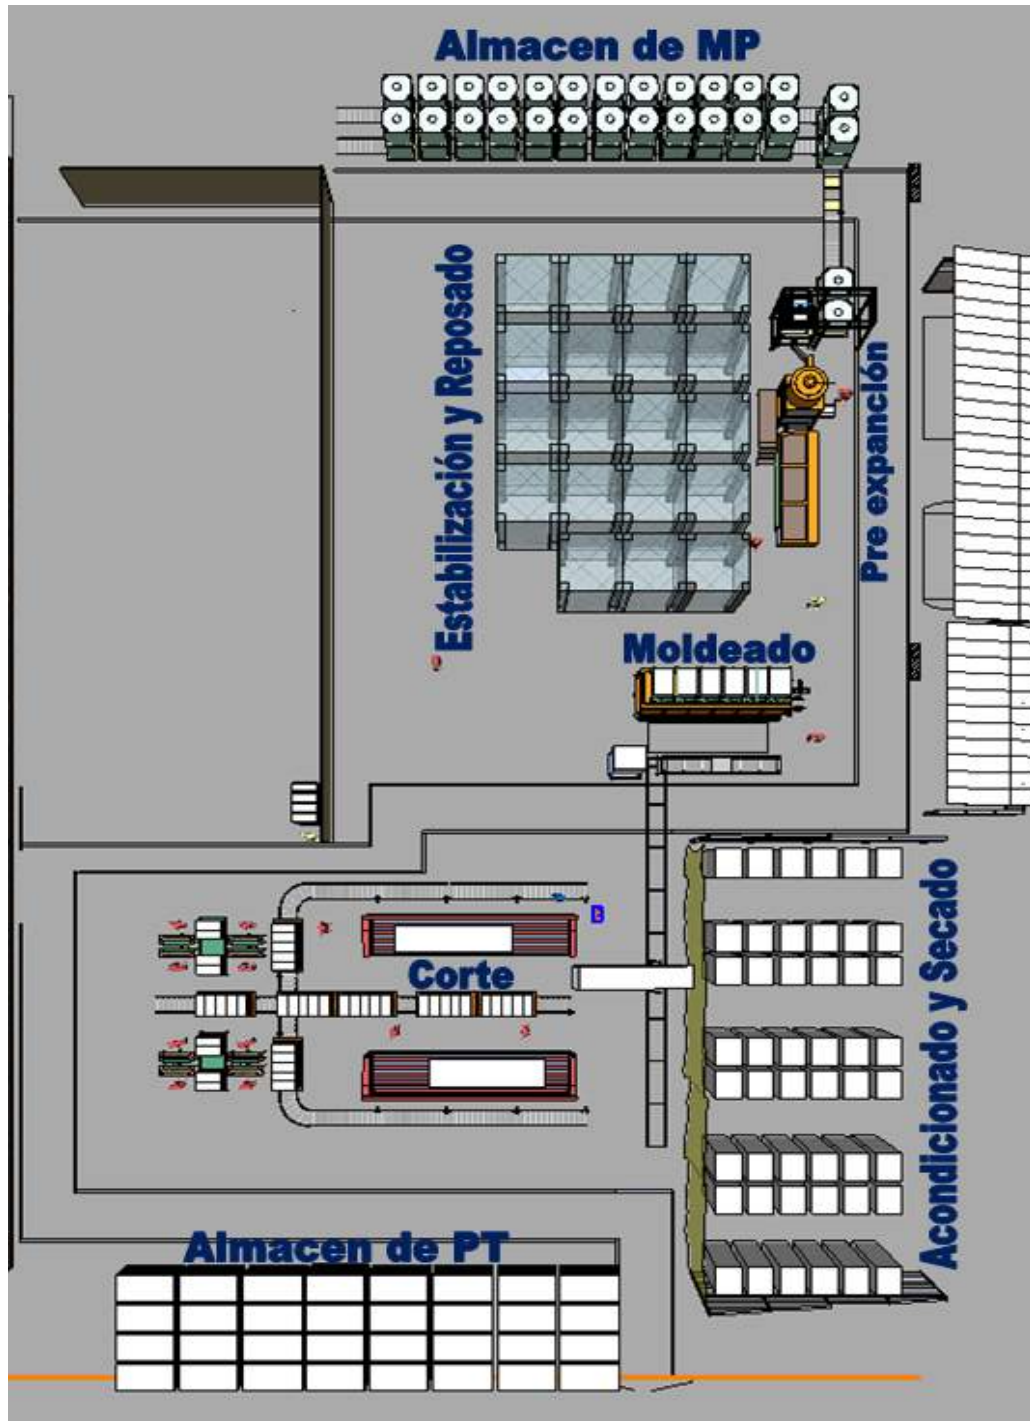 Almacen de MP
Estabilización y Reposado
Pre expanción
Moldeado
B
Corte
Acondicionado y Secado
Almacen de PT